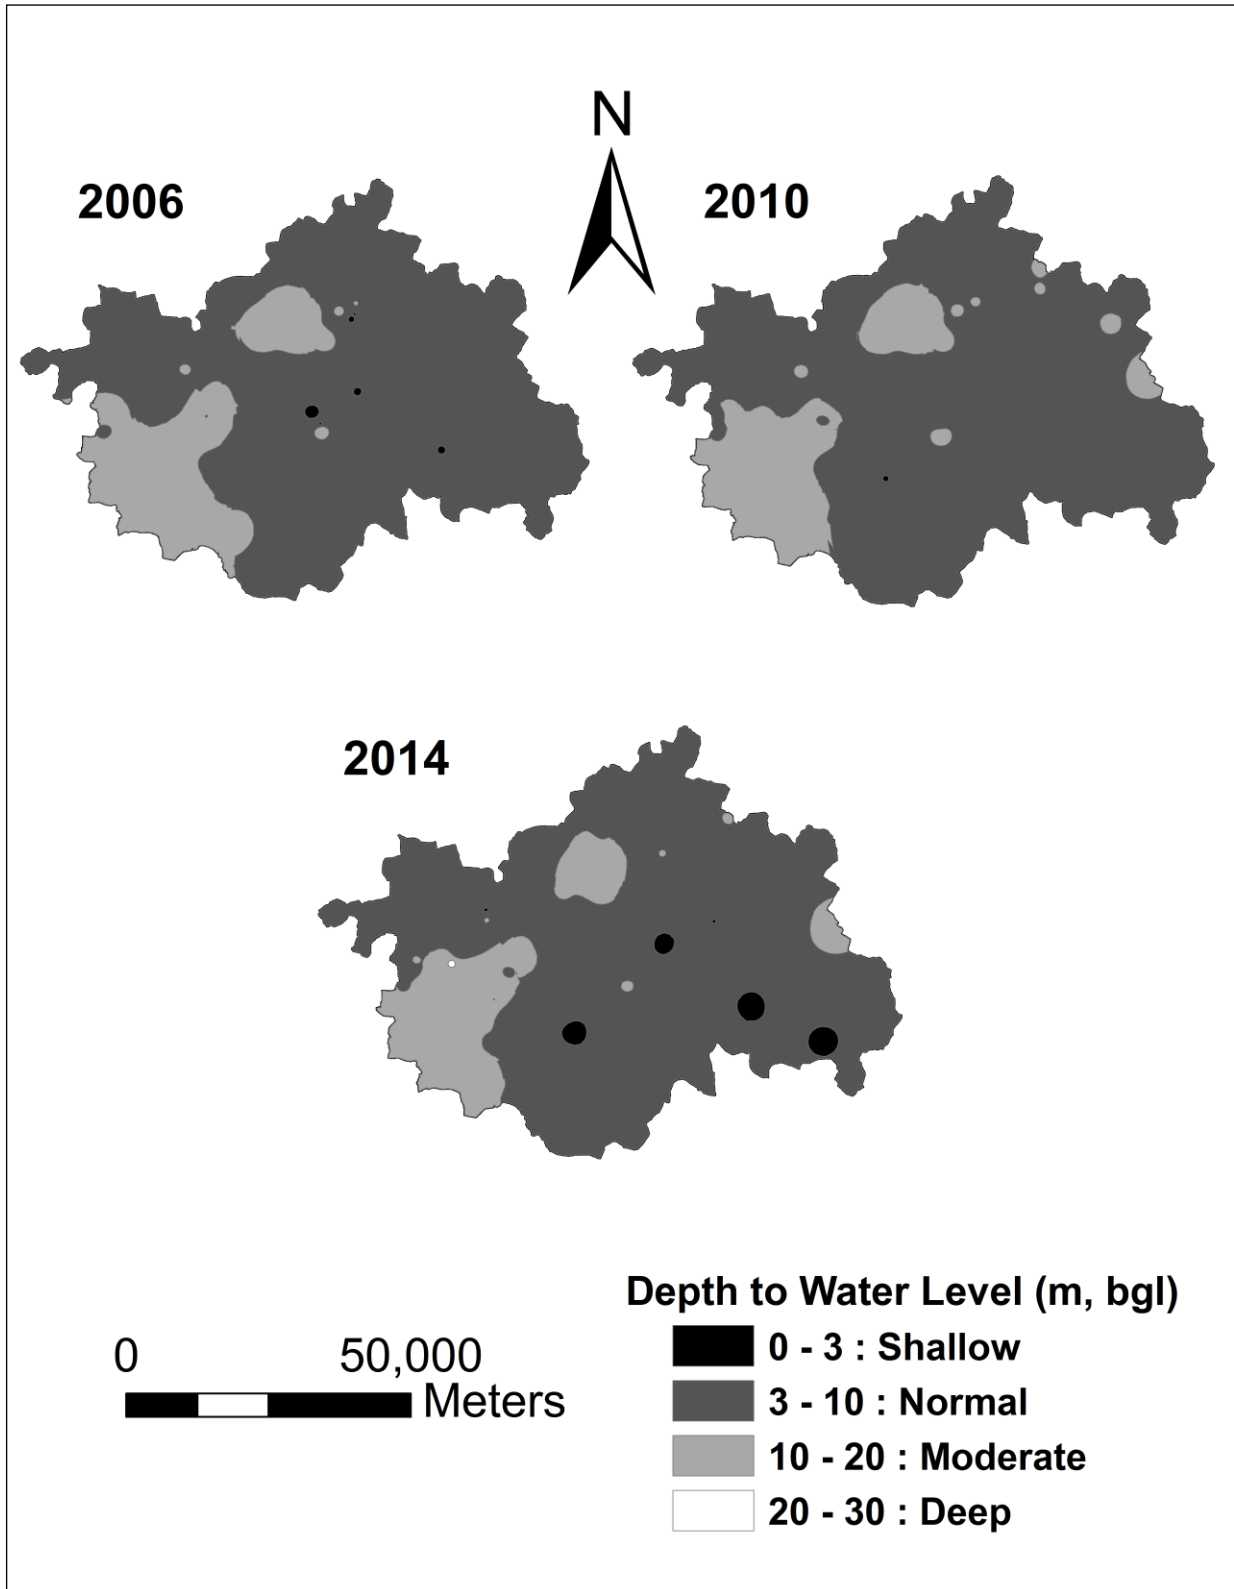 N
2006
2010
2014
Depth to Water Level (m, bgl)
0 - 3 : Shallow
3 - 10 : Normal
10 - 20 : Moderate
20 - 30 : Deep
0 50,000
Meters